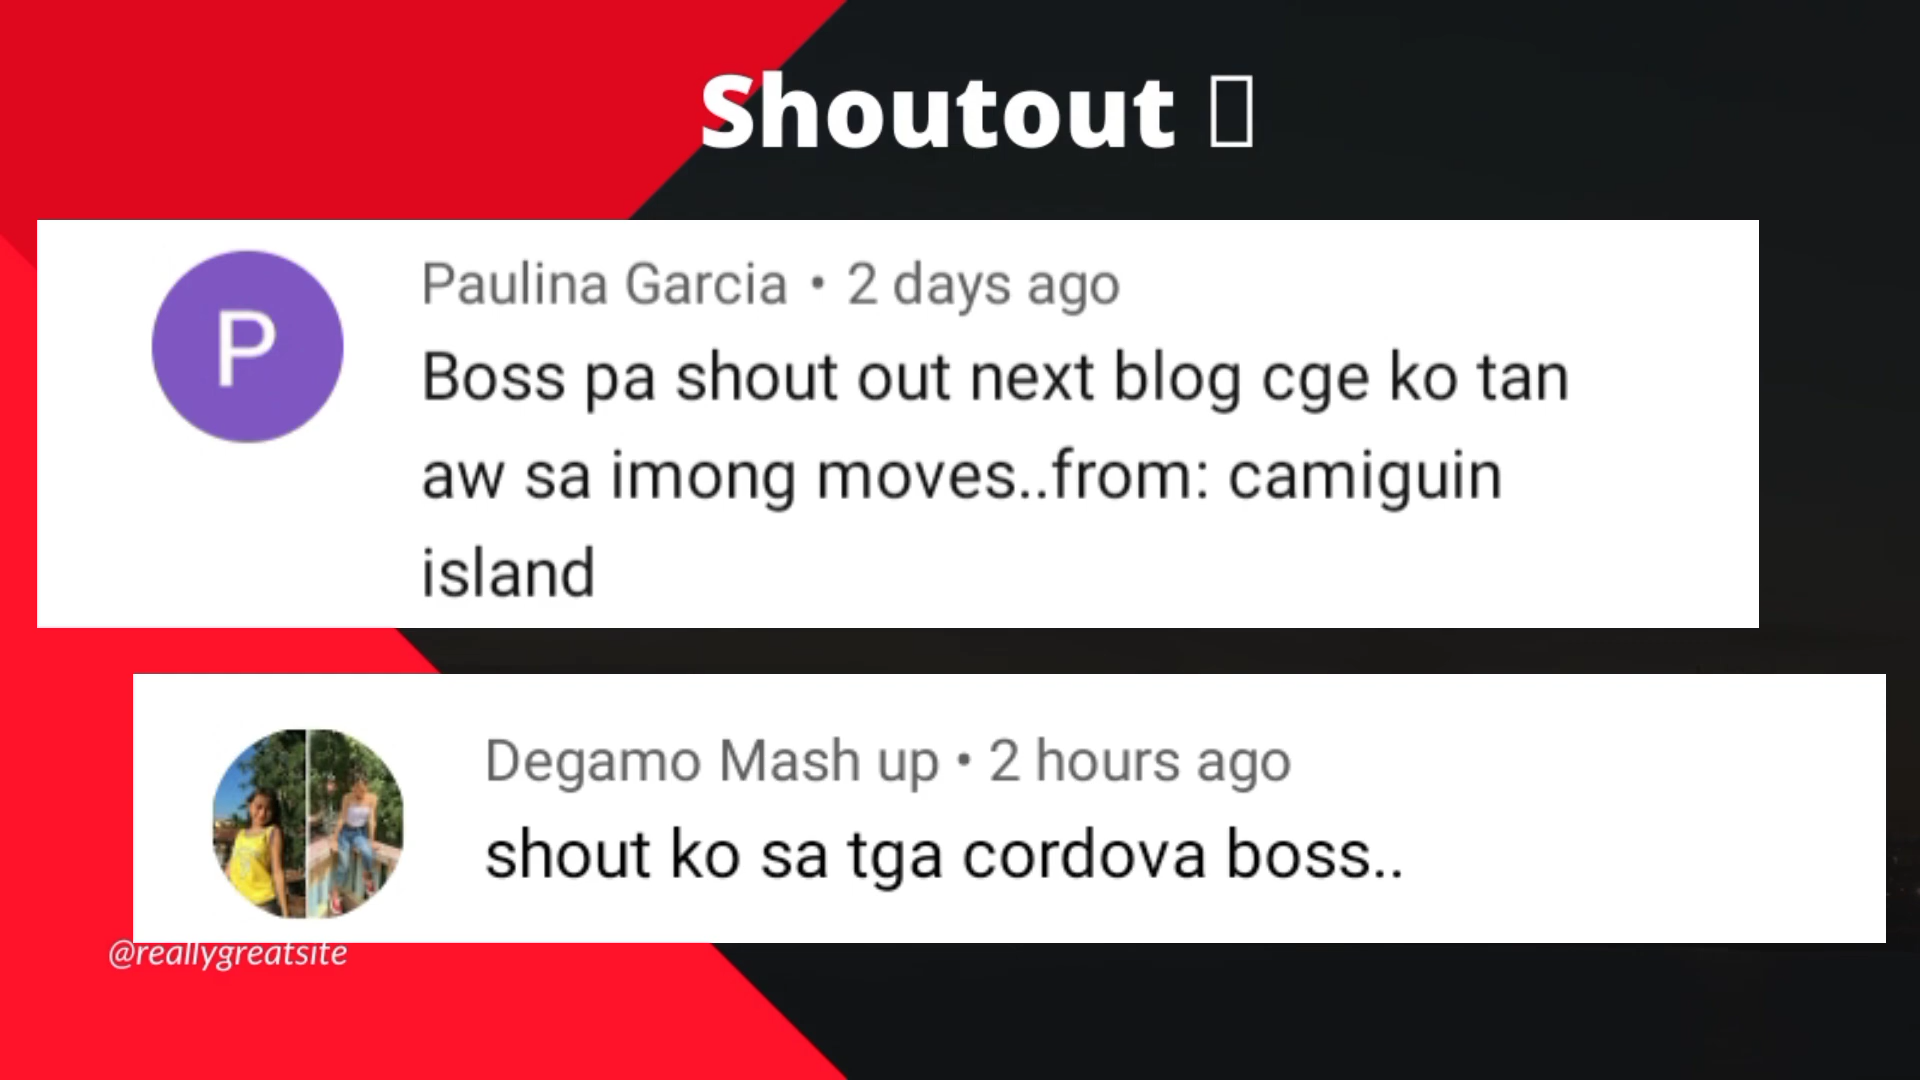 Shoutout
P
Paulina Garcia • 2 days ago
Boss pa shout out next blog cge ko tan
aw sa imong moves..from: camiguin
island
Degamo Mash up • 2 hours ago
shout ko sa tga cordova boss..
@reallygreatsite